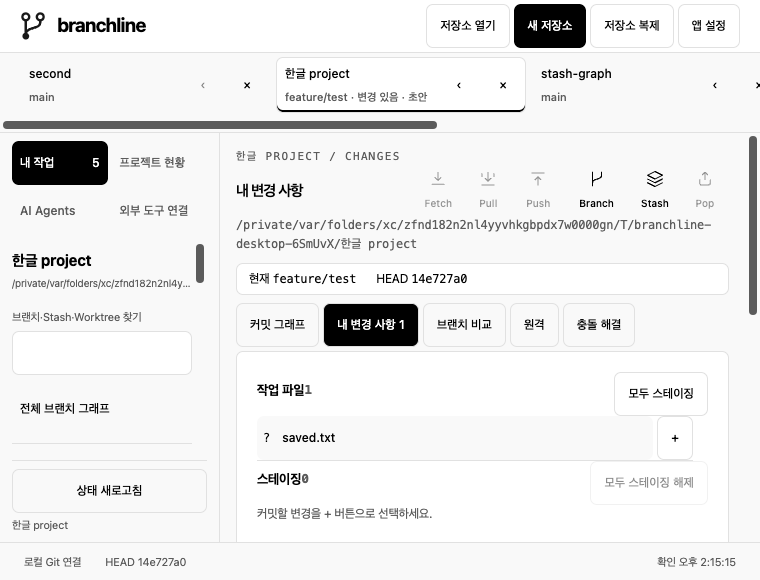 branchline
저장소 열기
새 저장소
저장소 복제
앱 설정
second
main
‹
×
한글 project
feature/test · 변경 있음 · 초안
‹
×
stash-graph
main
‹
×
내 작업 5
프로젝트 현황
AI Agents
외부 도구 연결
한글 project
/private/var/folders/xc/zfnd182n2nl4y...
브랜치·Stash·Worktree 찾기
전체 브랜치 그래프
상태 새로고침
한글 project
한글 PROJECT / CHANGES
내 변경 사항
Fetch
Pull
Push
Branch
Stash
Pop
/private/var/folders/xc/zfnd182n2nl4yyvhkgbpdx7w0000gn/T/branchline-
desktop-6SmUvX/한글 project
현재 feature/test HEAD 14e727a0
커밋 그래프
내 변경 사항 1
브랜치 비교
원격
충돌 해결
작업 파일1
모두 스테이징
? saved.txt
+
스테이징0
모두 스테이징 해제
커밋할 변경을 + 버튼으로 선택하세요.
로컬 Git 연결
HEAD 14e727a0
확인 오후 2:15:15